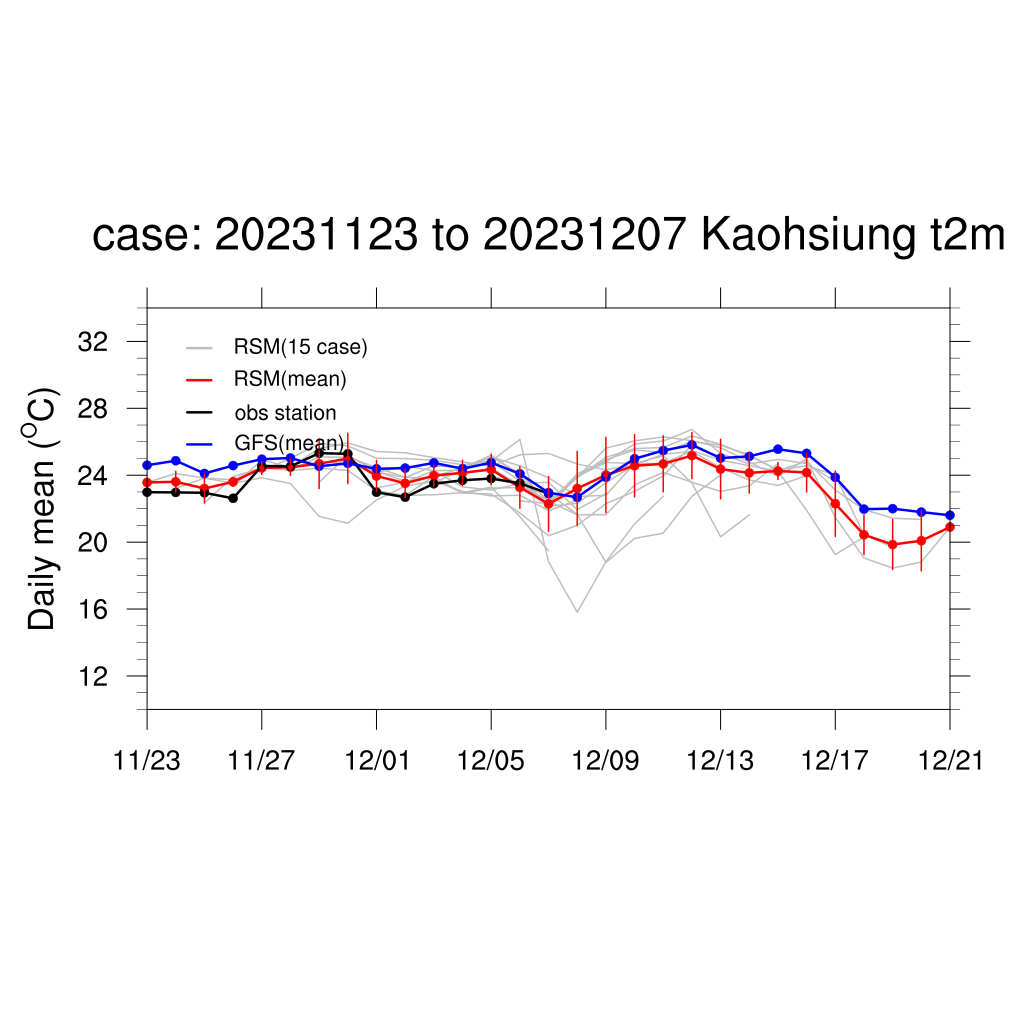 case: 20231123 to 20231207 Kaohsiung t2m
Daily mean (°C)
32
28
24
20
16
12
RSM(15 case)
RSM(mean)
obs station
GFS(mean)
11/23 11/27 12/01 12/05 12/09 12/13 12/17 12/21